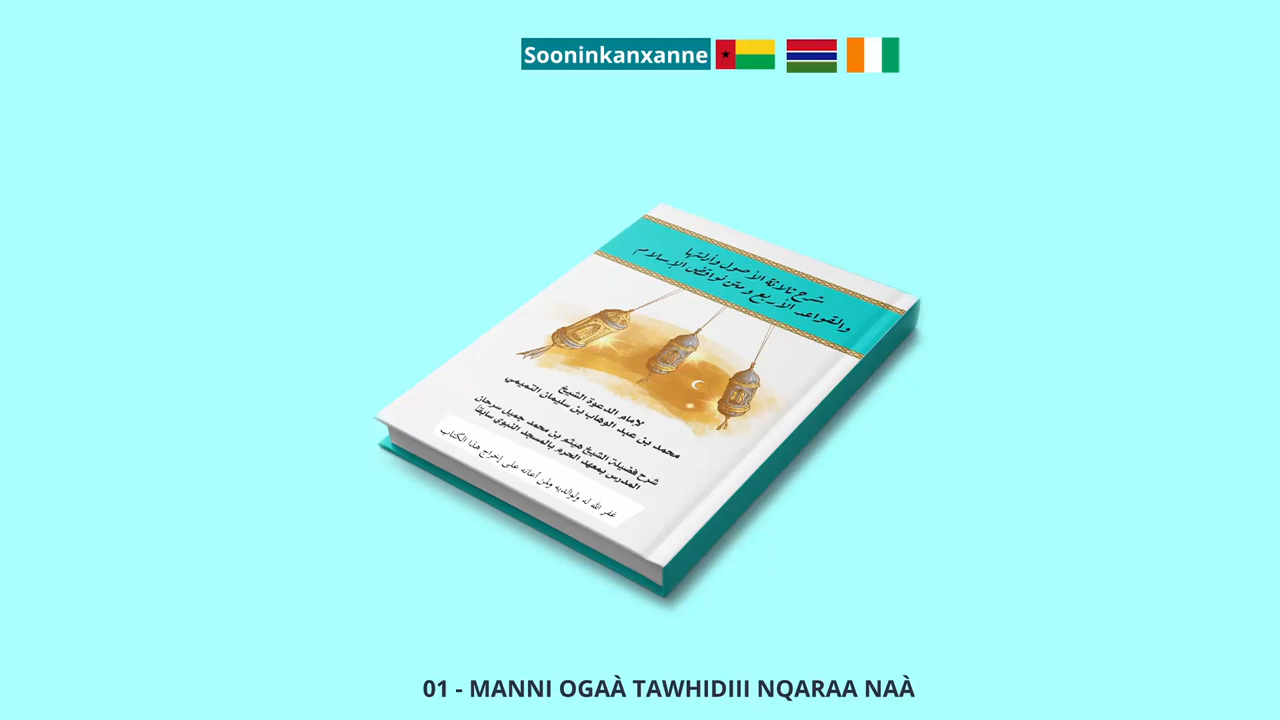 Sooninkanxanne
شرح ثلاثة الأصول وأدلتها
والقواعد الأربع و متن نواقض الإسلام
لإمام الدعوة الشيخ
محمد بن عبد الوهاب بن سليمان التميمي
شرح فضيلة الشيخ هيثم بن محمد جميل سرحان
المدرس بمعهد الحرم بالمسجد النبوي سابقا
غفر الله له ولوالديه ولمن أعانه على إخراج هذا الكتاب
01 - MANNI OGAÀ TAWHIDIII NQARAA NAÀ